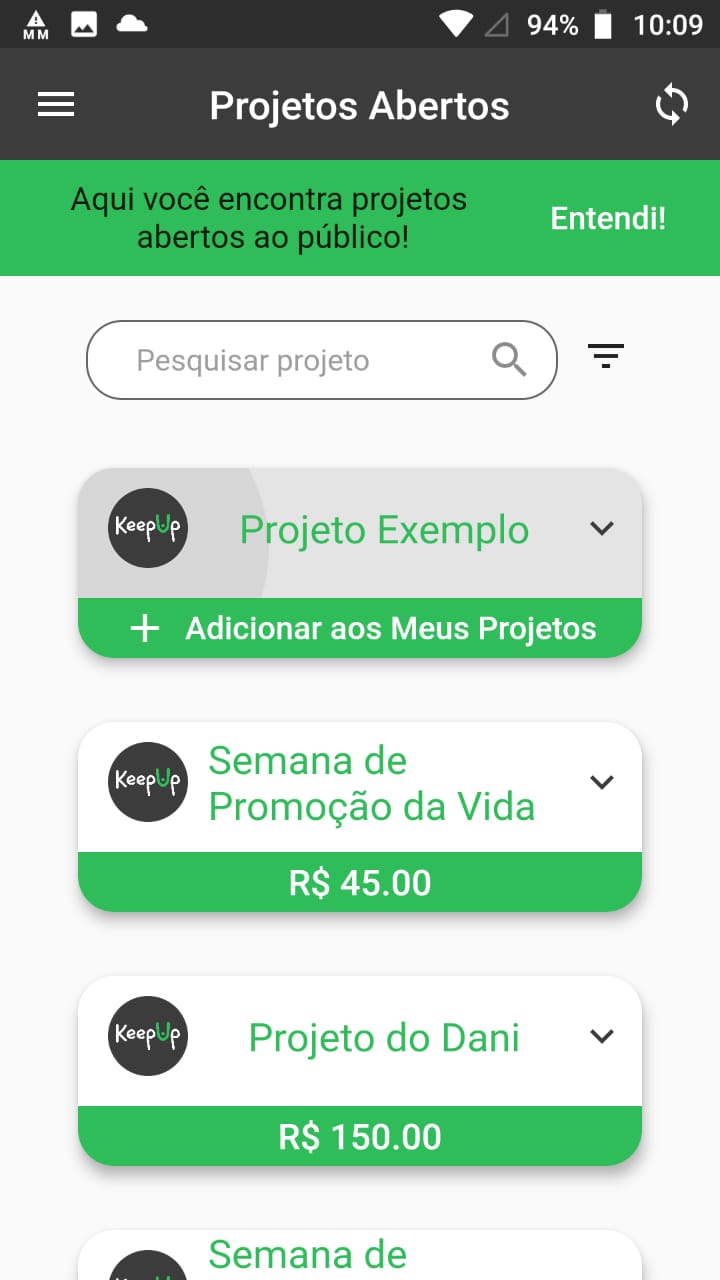 MM
94%
10:09
Projetos Abertos
Aqui você encontra projetos
abertos ao público!
Entendi!
Pesquisar projeto
KeepUp
Projeto Exemplo
+ Adicionar aos Meus Projetos
KeepUp
Semana de
Promoção da Vida
R$ 45.00
KeepUp
Projeto do Dani
R$ 150.00
Semana de